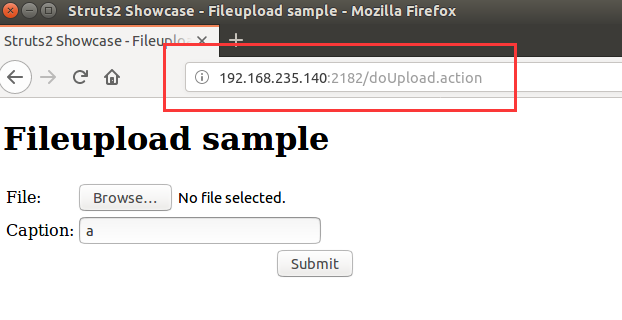 Struts2 Showcase - Fileupload sample - Mozilla Firefox
Struts2 Showcase - Fileuploa
192.168.235.140:2182/doUpload.action
Fileupload sample
File: Browse... No file selected.
Caption: a
Submit